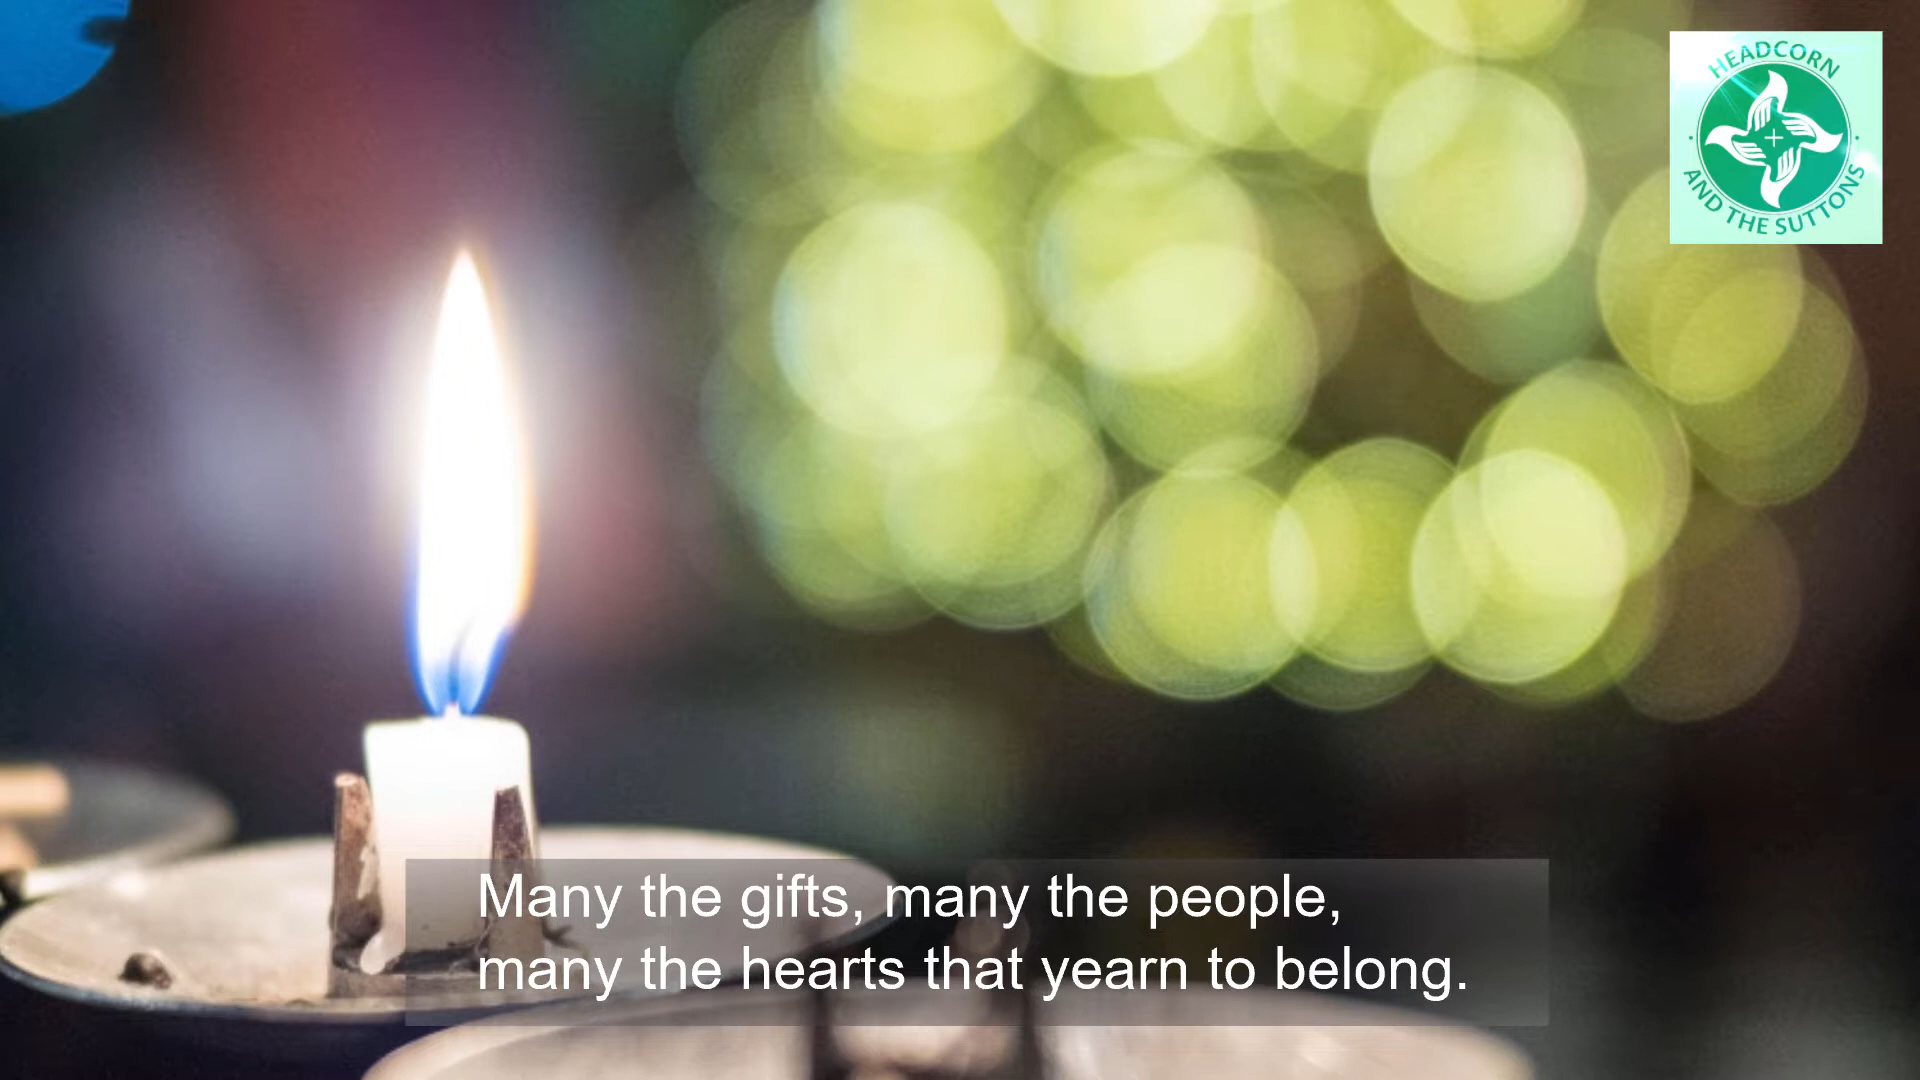 HEADCORN
AND THE SUTTONS
Many the gifts, many the people,
many the hearts that yearn to belong.